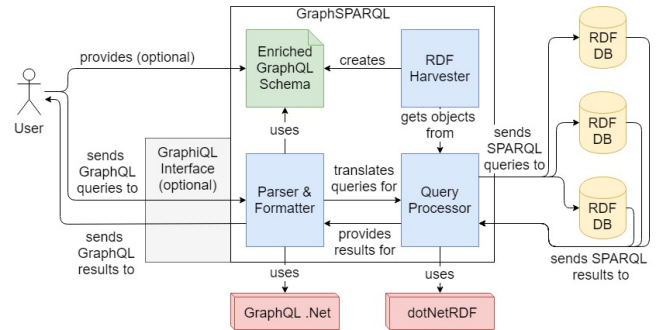 GraphSPARQL
provides (optional)
Enriched
GraphQL
Schema
creates
RDF
Harvester
RDF
DB
User
uses
gets objects
from
sends
SPARQL
queries to
RDF
DB
GraphiQL
Interface
(optional)
sends
GraphQL
queries to
Parser &
Formatter
translates
queries for
Query
Processor
RDF
DB
provides
results for
sends
GraphQL
results to
sends SPARQL
results to
uses
uses
GraphQL .Net
dotNetRDF